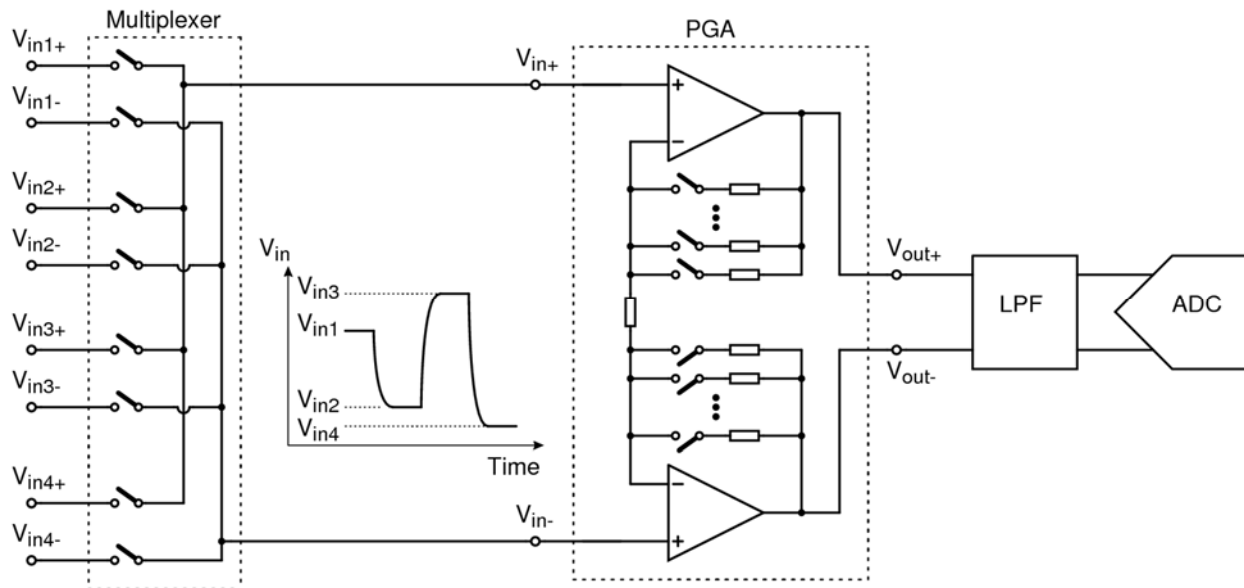 Multiplexer
PGA
Vin1+
Vin1-
Vin2+
Vin2-
Vin3+
Vin3-
Vin4+
Vin4-
Vin
Vin3
Vin1
Vin2
Vin4
Time
Vin+
Vin-
+
−
−
+
Vout+
Vout-
LPF
ADC